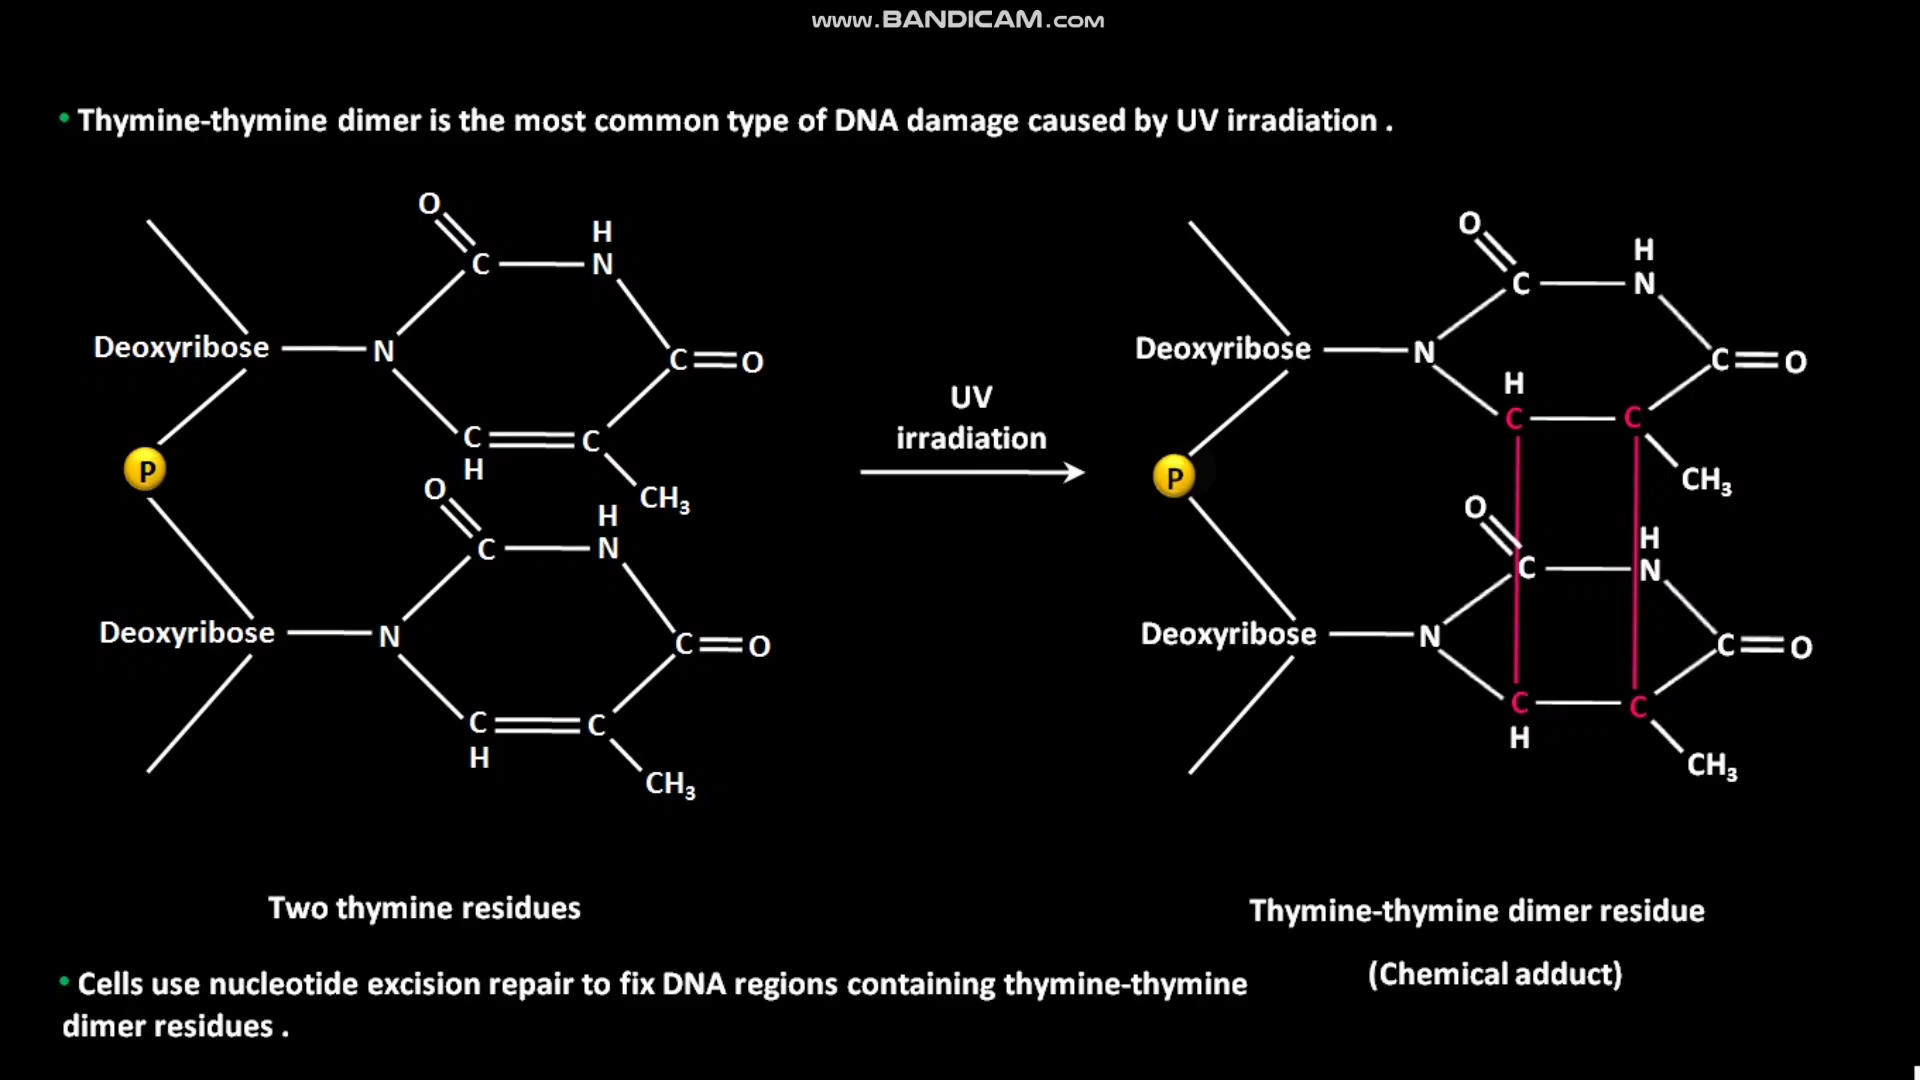 www.BANDICAM.com
• Thymine-thymine dimer is the most common type of DNA damage caused by UV irradiation .
O
H
C
N
Deoxyribose
N
C
O
C
C
H
CH₃
P
O
H
C
N
Deoxyribose
N
C
O
C
C
H
CH₃
UV
irradiation
O
H
C
N
Deoxyribose
N
C
O
H
C
C
CH₃
P
O
H
C
N
Deoxyribose
N
C
O
C
C
H
CH₃
Two thymine residues
Thymine-thymine dimer residue
(Chemical adduct)
• Cells use nucleotide excision repair to fix DNA regions containing thymine-thymine
dimer residues .